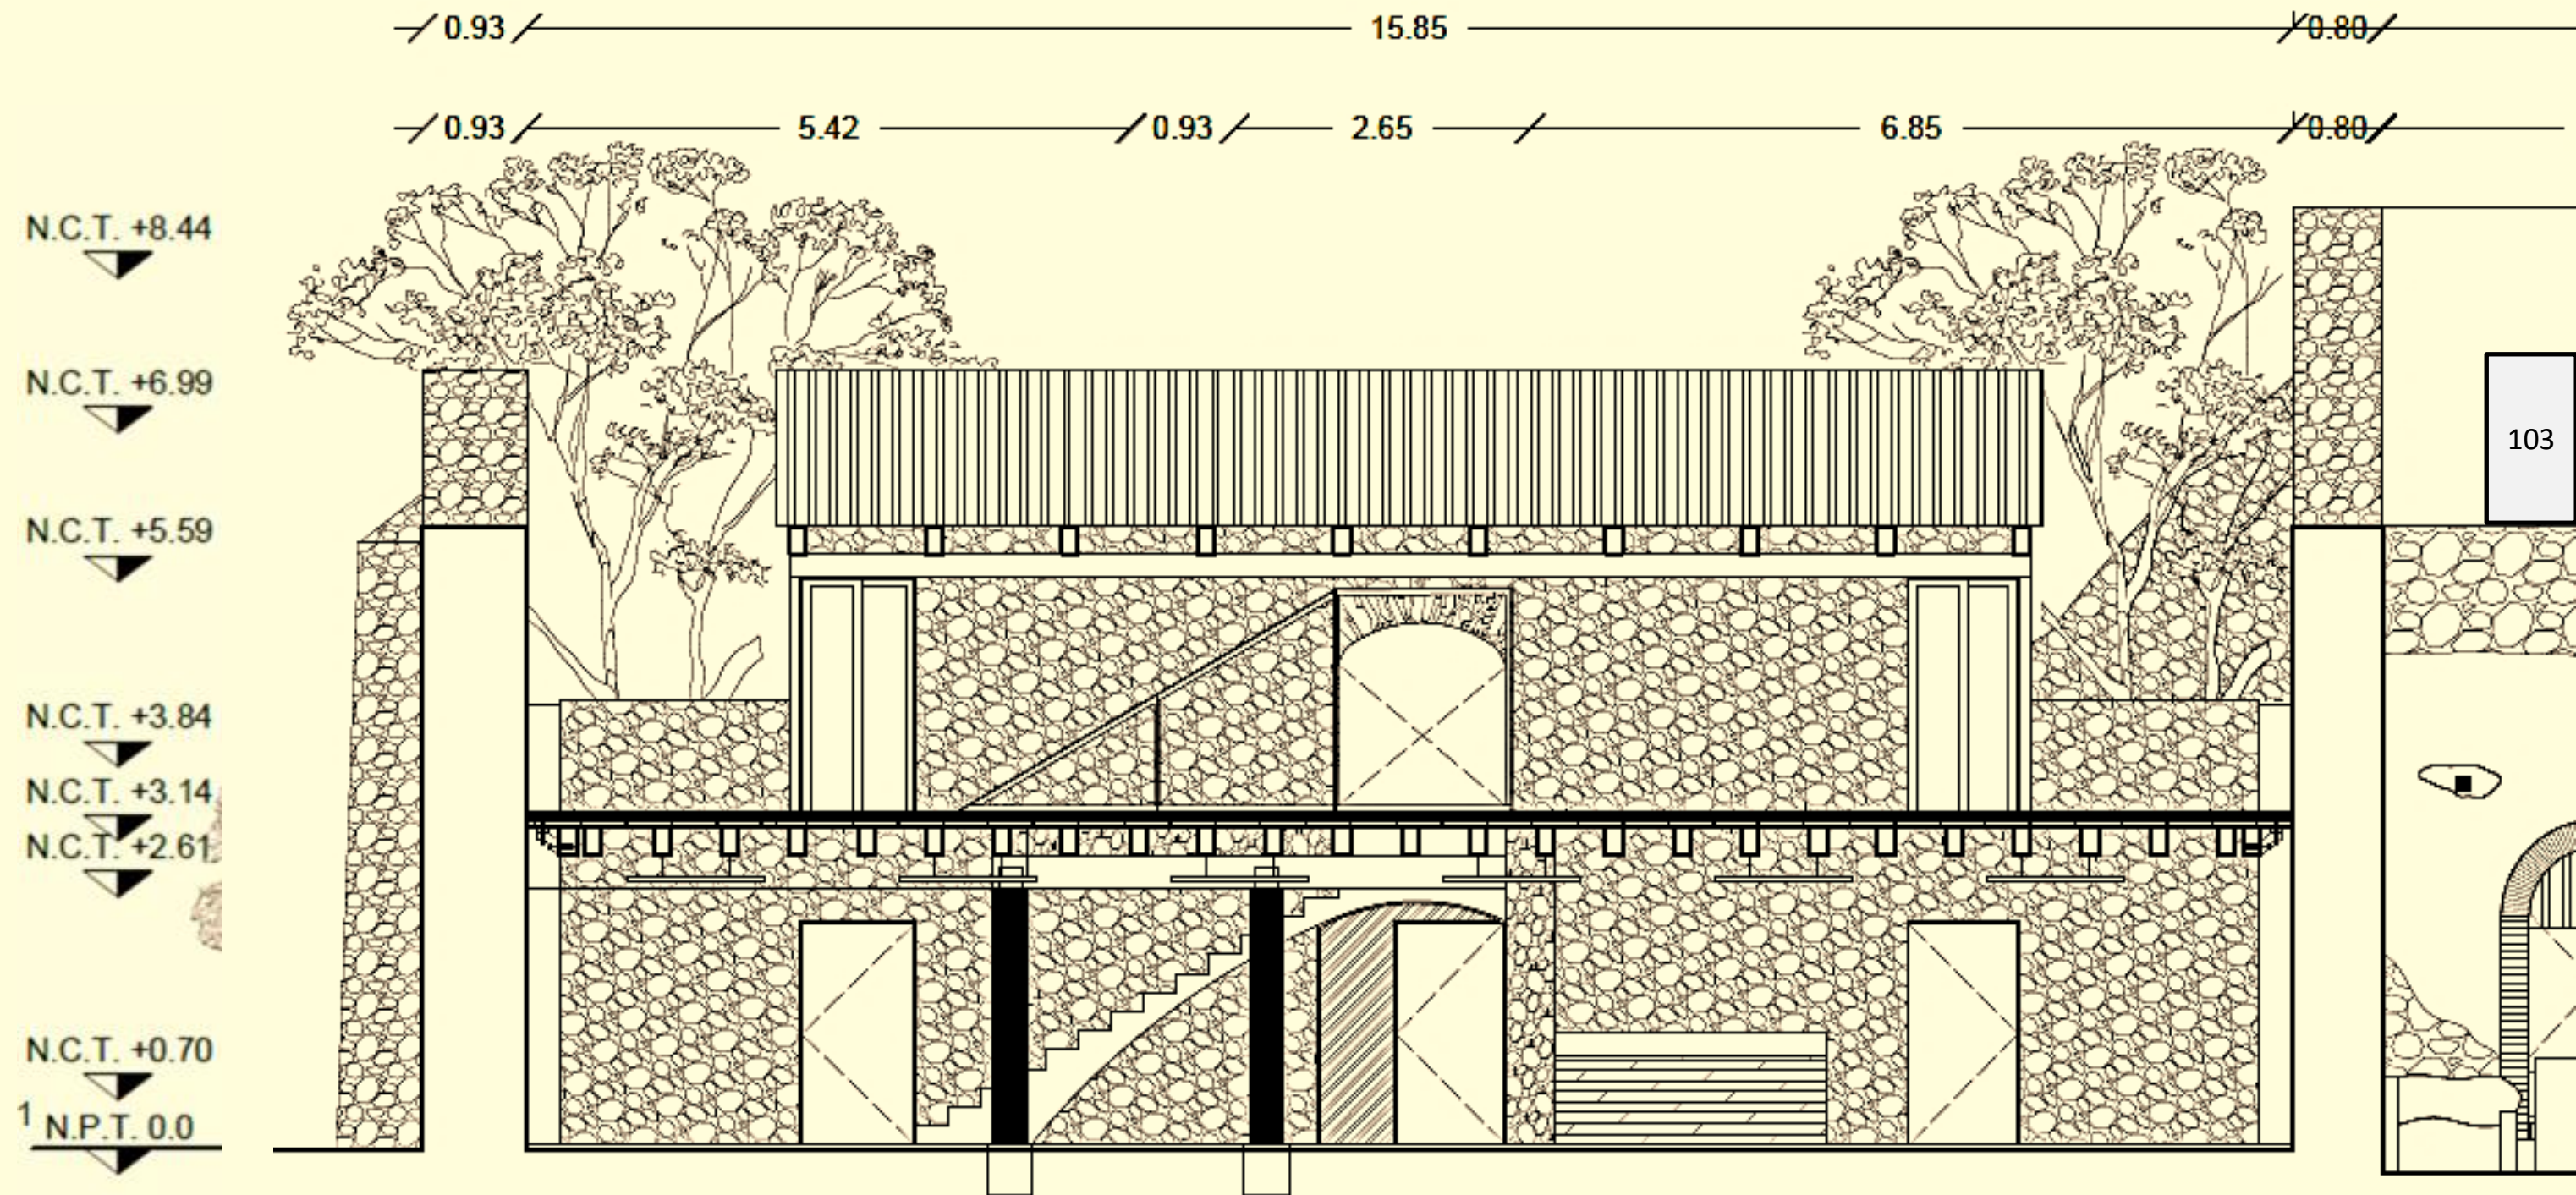 0.93 15.85 0.80
0.93 5.42 0.93 2.65 6.85 0.80
N.C.T. +8.44
N.C.T. +6.99
103
N.C.T. +5.59
N.C.T. +3.84
N.C.T. +3.14
N.C.T. +2.61
N.C.T. +0.70
1 N.P.T. 0.0